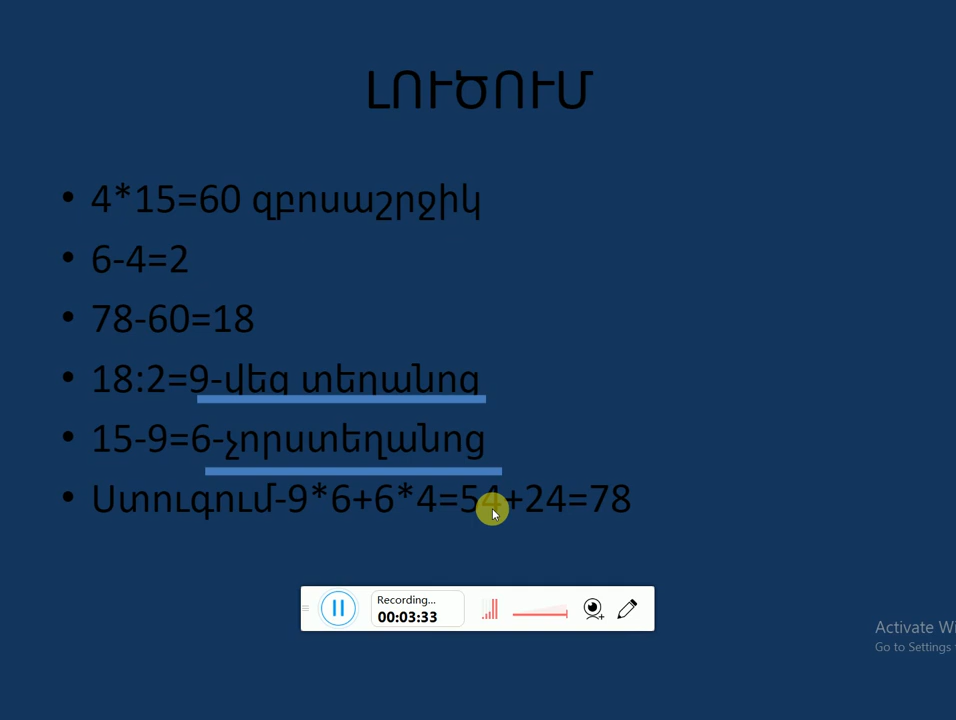 ԼՈՒԾՈՒՄ
• 4*15=60 զբոսաշրջիկ
• 6-4=2
• 78-60=18
• 18:2=9-վեց տեղանոց
• 15-9=6-չորստեղանոց
• Ստուգում-9*6+6*4=54+24=78
Recording...
00:03:33
Activate Wi
Go to Settings